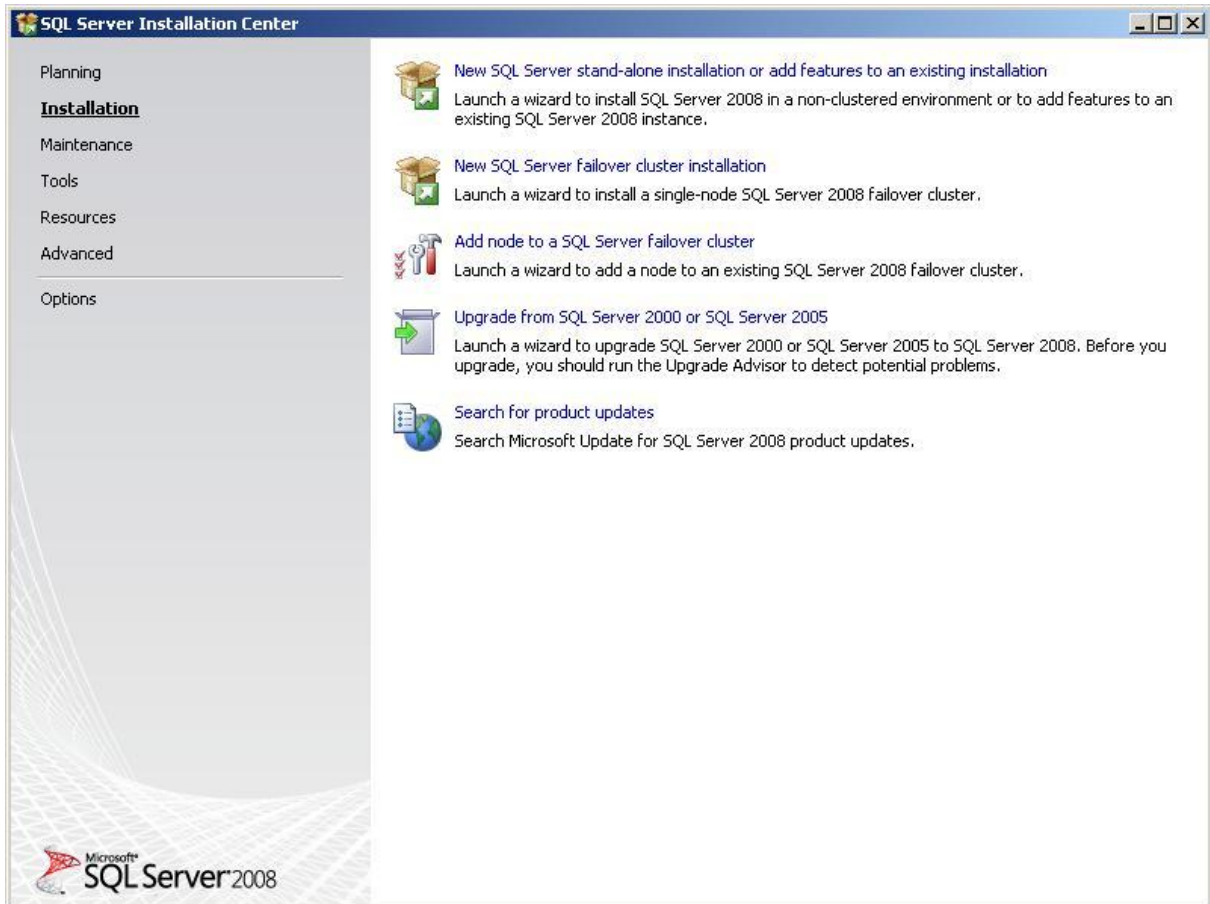 SQL Server Installation Center
Planning
Installation
Maintenance
Tools
Resources
Advanced
Options
New SQL Server stand-alone installation or add features to an existing installation
Launch a wizard to install SQL Server 2008 in a non-clustered environment or to add features to an
existing SQL Server 2008 instance.
New SQL Server failover cluster installation
Launch a wizard to install a single-node SQL Server 2008 failover cluster.
Add node to a SQL Server failover cluster
Launch a wizard to add a node to an existing SQL Server 2008 failover cluster.
Upgrade from SQL Server 2000 or SQL Server 2005
Launch a wizard to upgrade SQL Server 2000 or SQL Server 2005 to SQL Server 2008. Before you
upgrade, you should run the Upgrade Advisor to detect potential problems.
Search for product updates
Search Microsoft Update for SQL Server 2008 product updates.
Microsoft®
SQL Server®2008